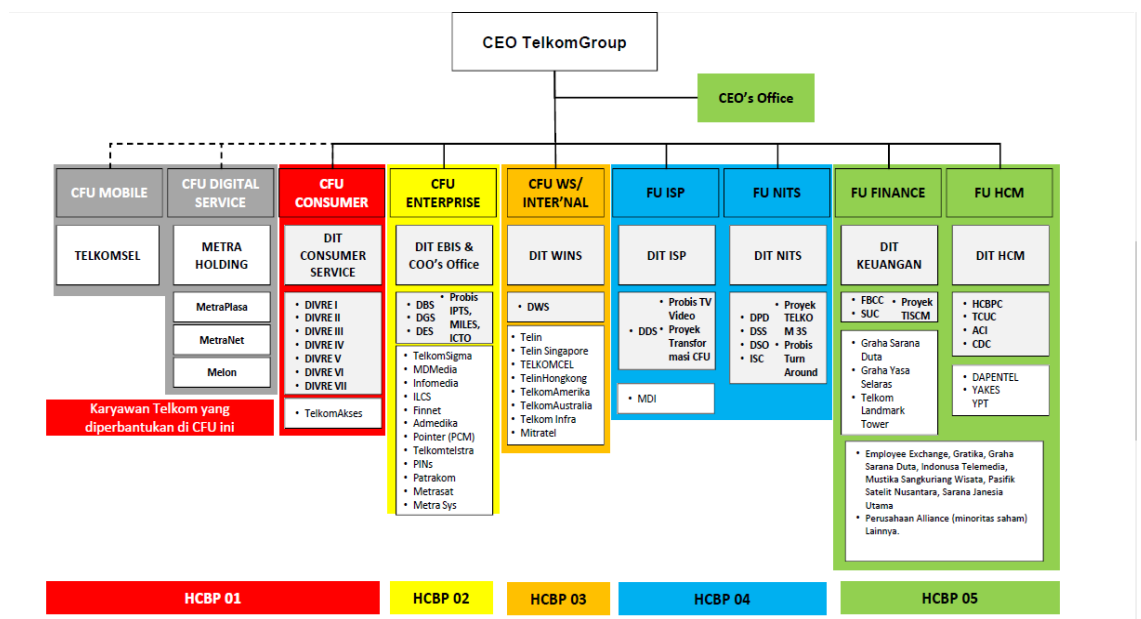 CEO TelkomGroup
CEO's Office
CFU MOBILE
TELKOMSEL
CFU DIGITAL
SERVICE
METRA
HOLDING
MetraPlasa
MetraNet
Melon
Karyawan Telkom yang
diperbantukan di CFU ini
CFU
CONSUMER
DIT
CONSUMER
SERVICE
• DIVRE I
• DIVRE II
• DIVRE III
• DIVRE IV
• DIVRE V
• DIVRE VI
• DIVRE VII
• TelkomAkses
CFU
ENTERPRISE
DIT EBIS &
COO's Office
• DBS
• DGS
• DES
• Probis
IPTS,
MILES,
ICTO
• TelkomSigma
• MDMedia
• Infomedia
• ILCS
• Finnet
• Admedika
• Pointer (PCM)
• Telkomtelstra
• PINs
• Patrakom
• Metrasat
• Metra Sys
CFU WS/
INTER'NAL
DIT WINS
• DWS
• Telin
• Telin Singapore
• TELKOMCEL
• TelinHongkong
• TelkomAmerika
• TelkomAustralia
• Telkom Infra
• Mitratel
FU ISP
DIT ISP
• DDS
• Probis TV
Video
• Proyek
Transfor
masi CFU
• MDI
FU NITS
DIT NITS
• DPD
• DSS
• DSO
• ISC
• Proyek
TELKO
M 3S
• Probis
Turn
Around
FU FINANCE
DIT
KEUANGAN
• FBCC
• SUC
• Proyek
TISCM
• Graha Sarana
Duta
• Graha Yasa
Selaras
• Telkom
Landmark
Tower
FU HCM
DIT HCM
• HCBPC
• TCUC
• ACI
• CDC
• DAPENTEL
• YAKES
YPT
• Employee Exchange, Gratika, Graha
Sarana Duta, Indonusa Telemedia,
Mustika Sangkuriang Wisata, Pasifik
Satelit Nusantara, Sarana Janesia
Utama
• Perusahaan Alliance (minoritas saham)
Lainnya.
HCBP 01
HCBP 02
HCBP 03
HCBP 04
HCBP 05